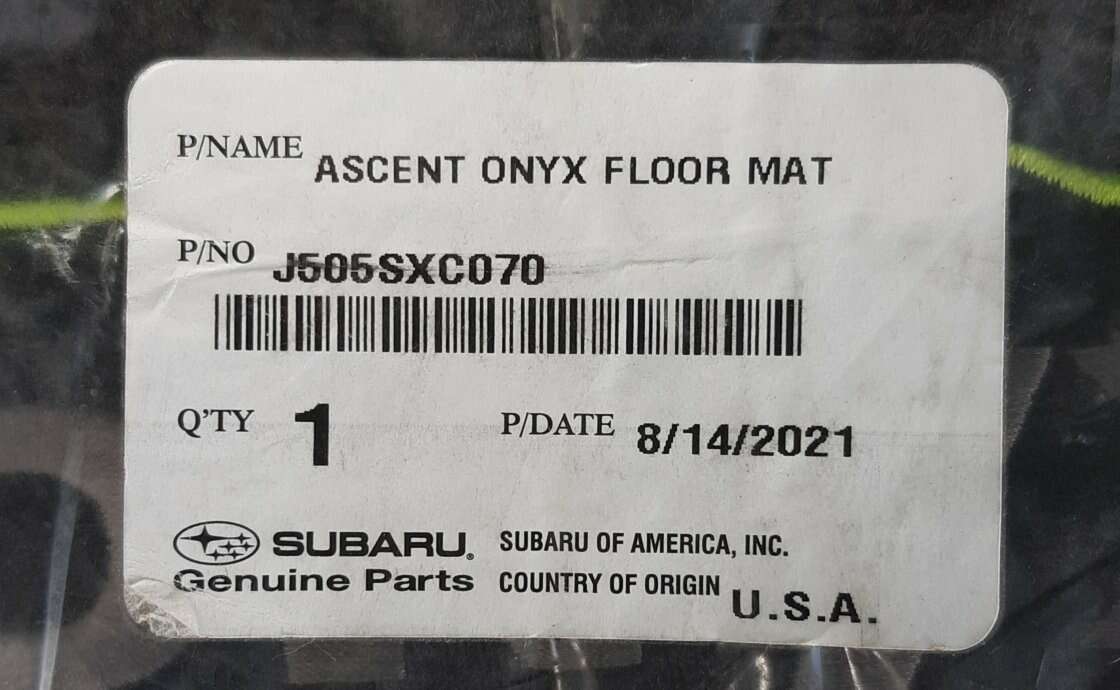 P/NAME ASCENT ONYX FLOOR MAT
P/NO J505SXC070
Q'TY 1 P/DATE 8/14/2021
SUBARU® SUBARU OF AMERICA, INC.
Genuine Parts COUNTRY OF ORIGIN U.S.A.